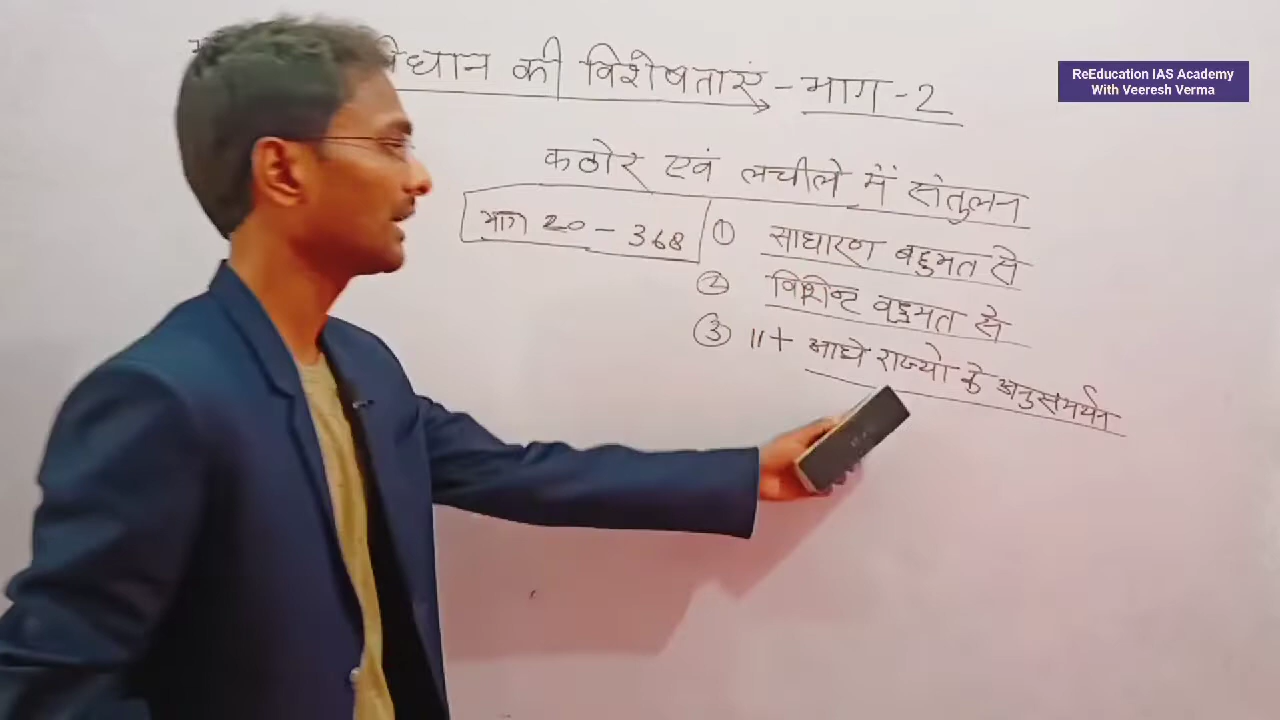 ReEducation IAS Academy
With Veeresh Verma
विधान की विशेषताएं - भाग - 2
कठोर एवं लचीले में संतुलन
भाग 20 - 368
① साधारण बहुमत से
② विशेष बहुमत से
③ 11 + आधे राज्यो के अनुसमर्थन